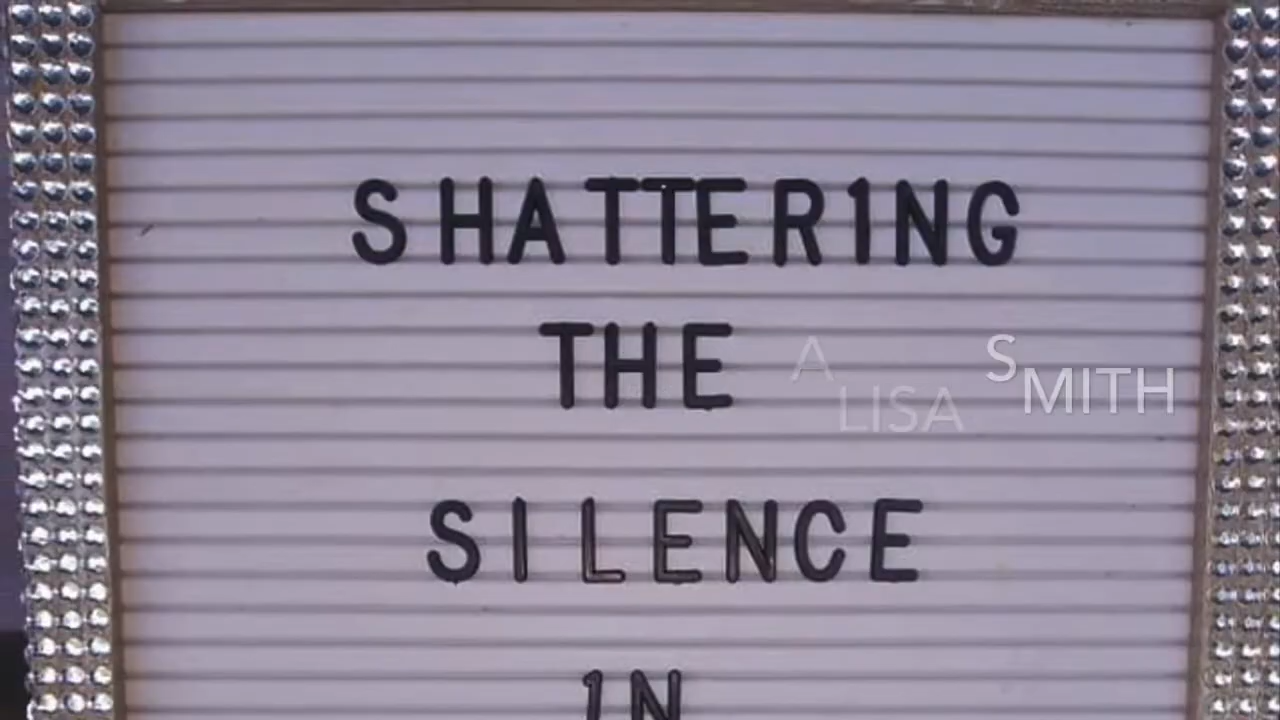 SHATTER1NG
THE
A LISA SMITH
SILENCE
1N